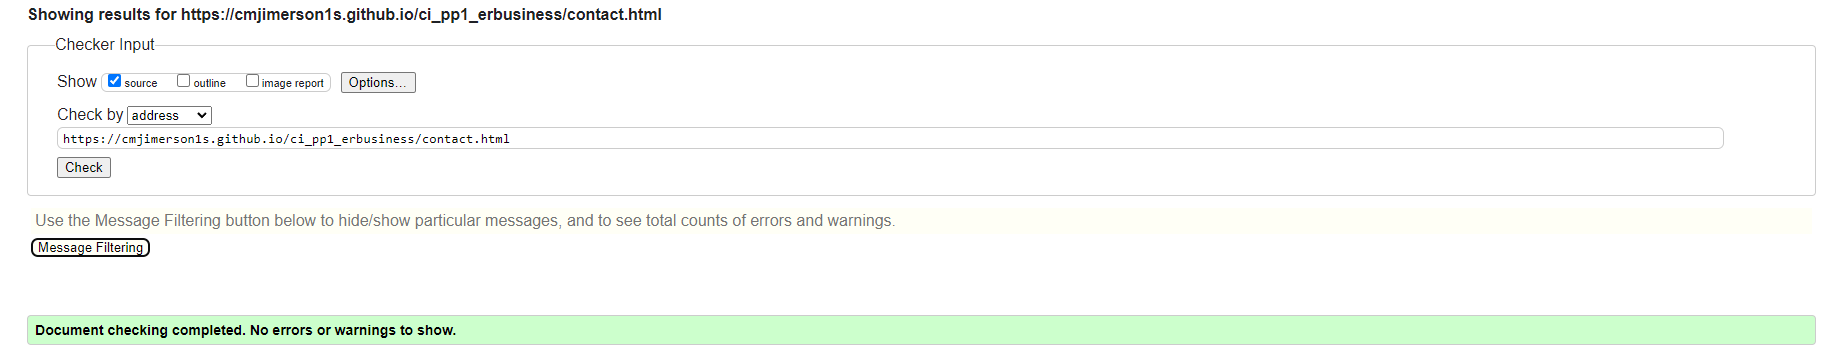 Showing results for https://cmjimerson1s.github.io/ci_pp1_erbusiness/contact.html
Checker Input
Show source outline image report Options...
Check by address
https://cmjimerson1s.github.io/ci_pp1_erbusiness/contact.html
Check
Use the Message Filtering button below to hide/show particular messages, and to see total counts of errors and warnings.
Message Filtering
Document checking completed. No errors or warnings to show.